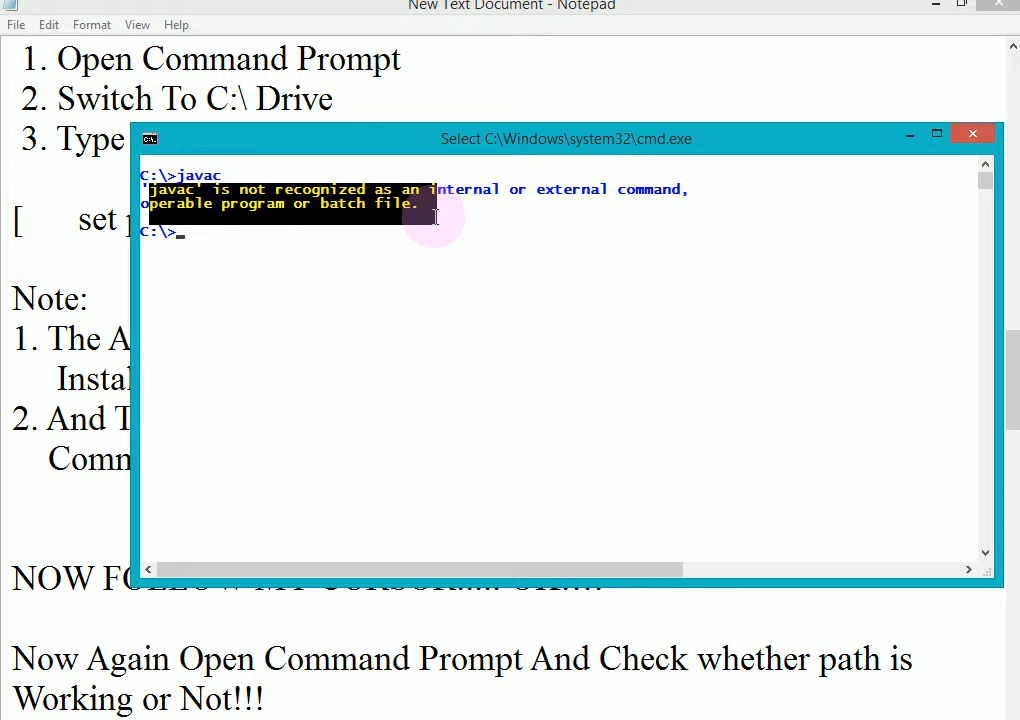 New Text Document - Notepad
File Edit Format View Help
1. Open Command Prompt
2. Switch To C:\ Drive
3. Type
[ set
Note:
1. The A
Instal
2. And T
Comm
NOW FOLLOW MY CURSOR
Now Again Open Command Prompt And Check whether path is
Working or Not!!!
Select C:\Windows\system32\cmd.exe
C:\>javac
'javac' is not recognized as an internal or external command,
operable program or batch file.
C:\>_